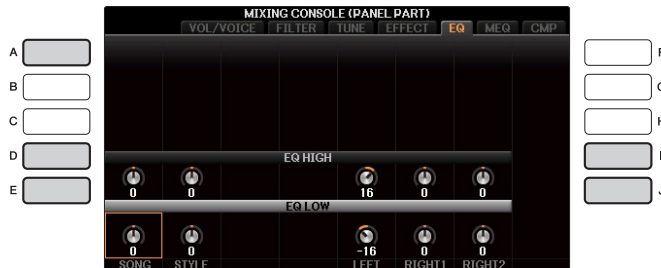 MIXING CONSOLE (PANEL PART)
VOL/VOICE FILTER TUNE EFFECT EQ MEQ CMP
A
B
C
D
E
F
H
EQ HIGH
0 0 16 0 0
EQ LOW
0 0 -16 0 0
SONG STYLE LEFT RIGHT1 RIGHT2